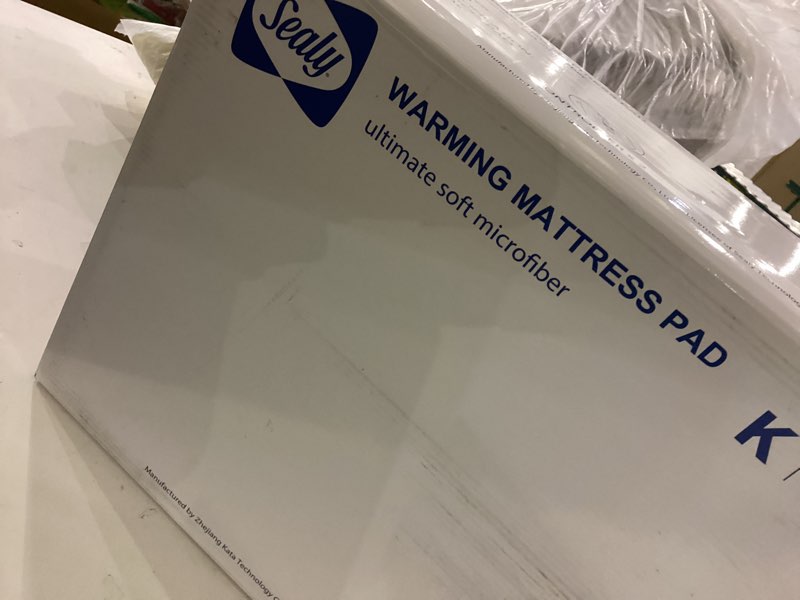 Sealy
WARMING MATTRESS PAD
ultimate soft microfiber
K
Manufactured by Zhejiang Kata Technology